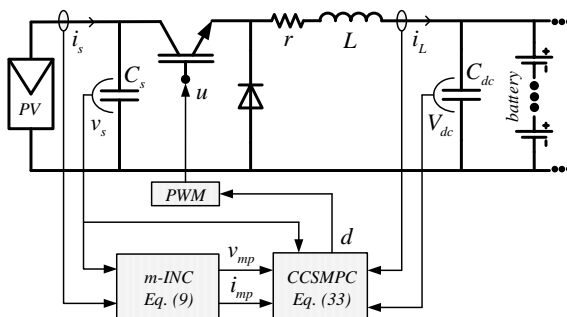 i_s
r
L
i_L
C_s
C_dc
PV
v_s
u
V_dc
battery
PWM
d
v_mp
m-INC
Eq. (9)
i_mp
CCSMPC
Eq. (33)